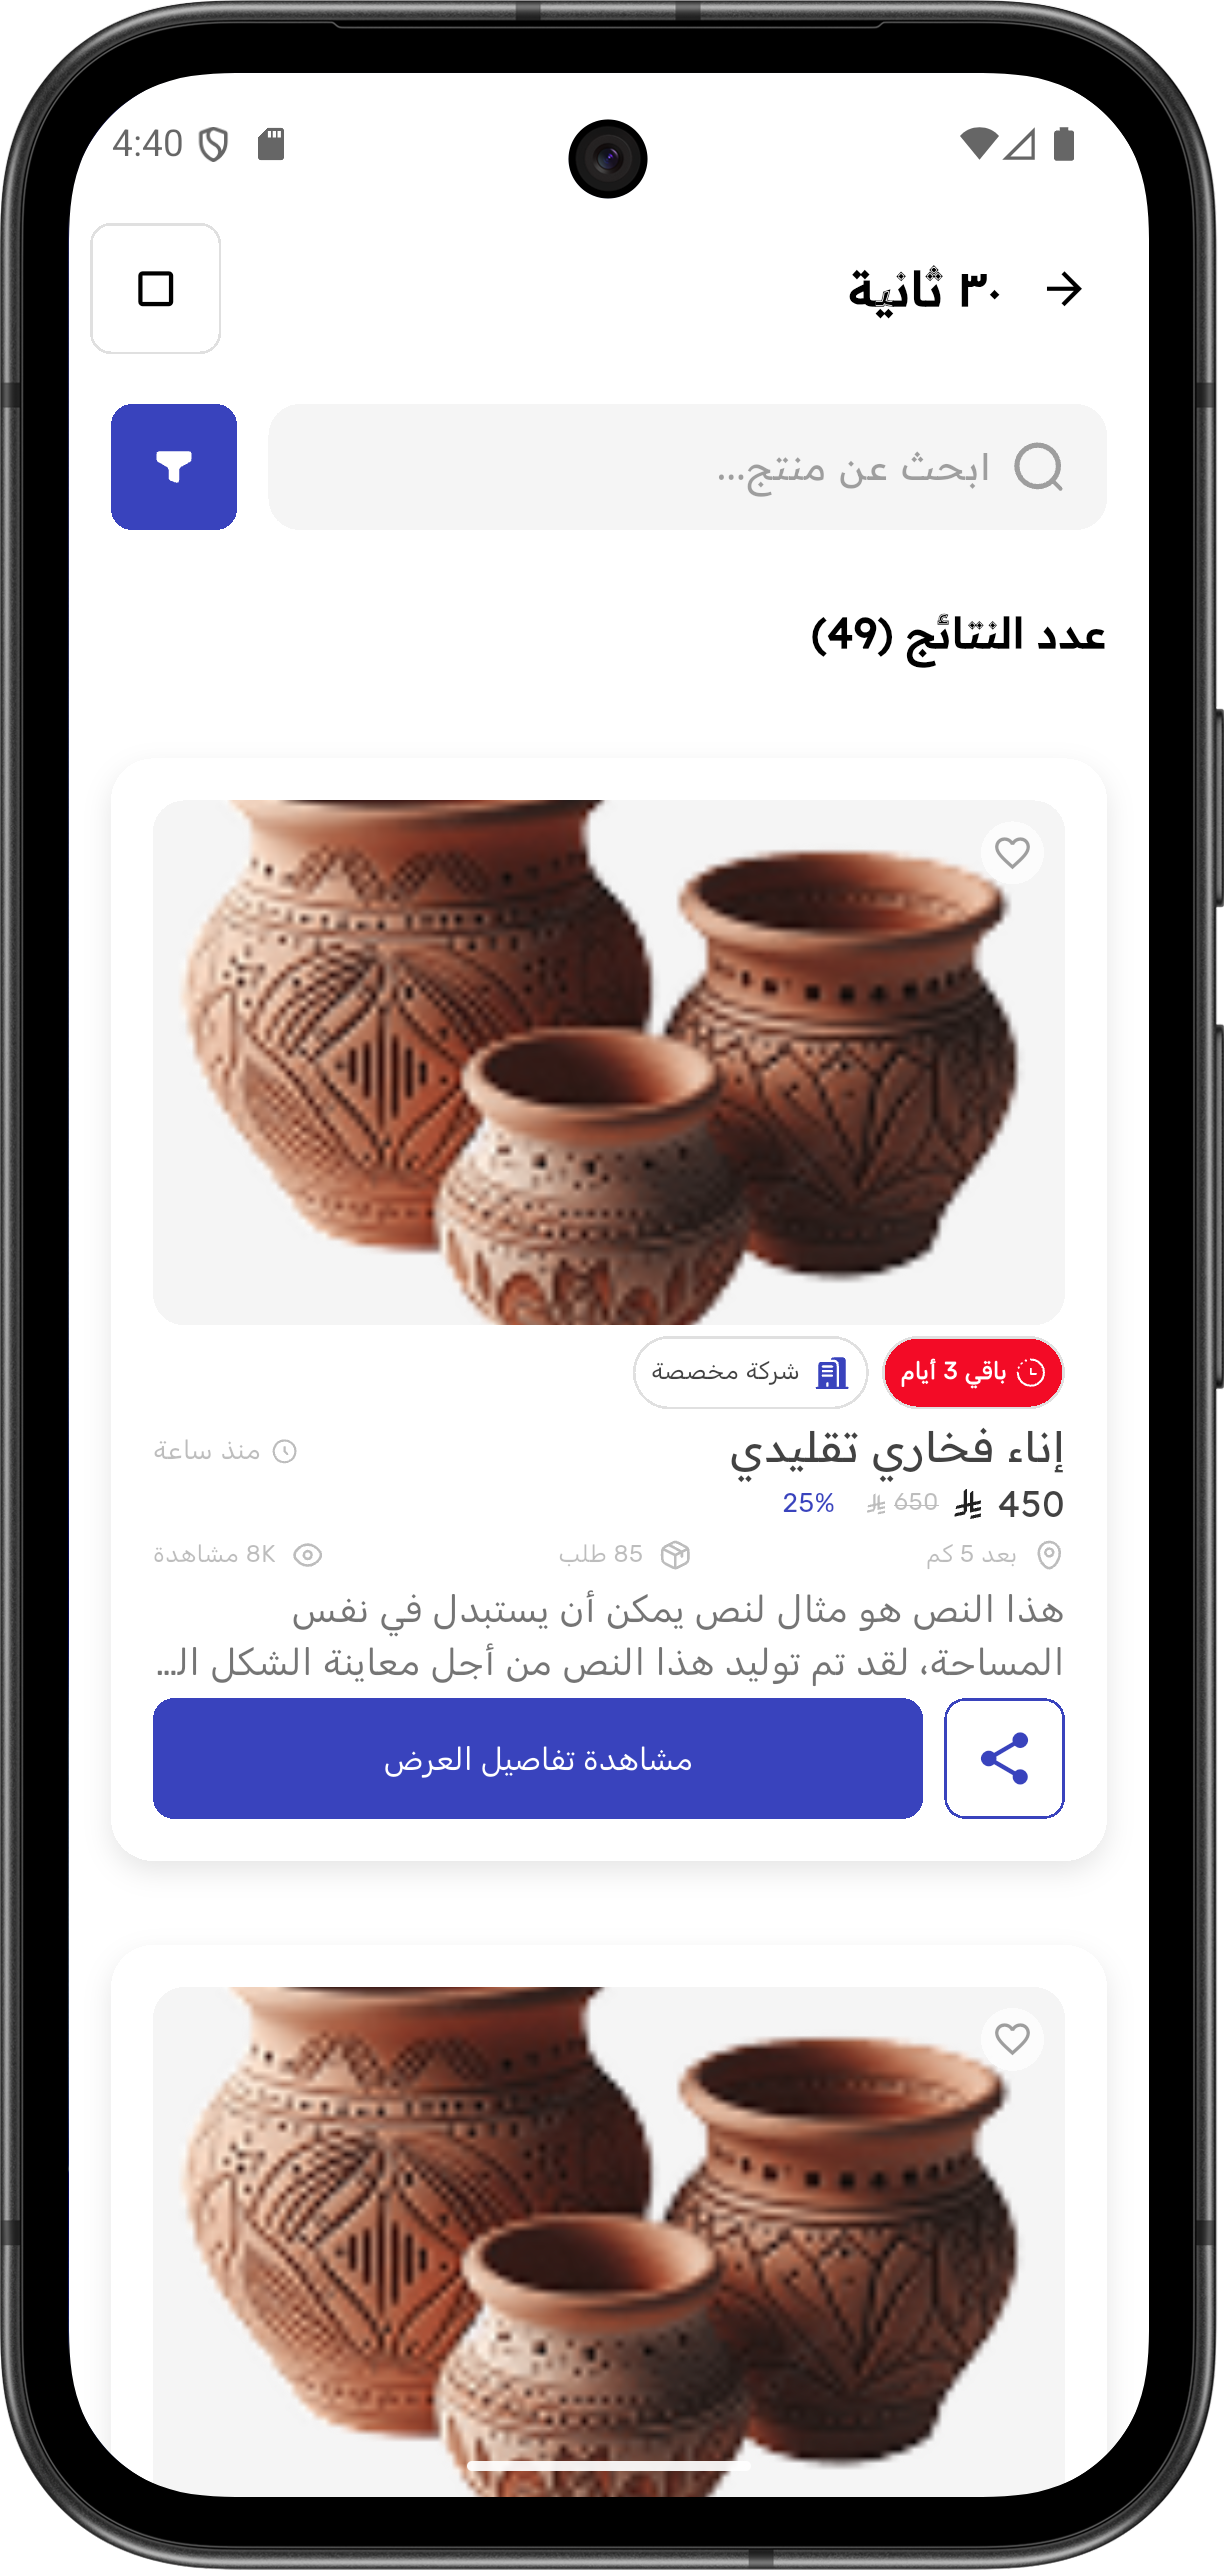 4:40
٣٠ ثانية
ابحث عن منتج...
عدد النتائج (49)
باقي 3 أيام
شركة مخصصة
إناء فخاري تقليدي
منذ ساعة
450
650
25%
بعد 5 كم
85 طلب
8K مشاهدة
هذا النص هو مثال لنص يمكن أن يستبدل في نفس
المساحة، لقد تم توليد هذا النص من أجل معاينة الشكل الـ...
مشاهدة تفاصيل العرض